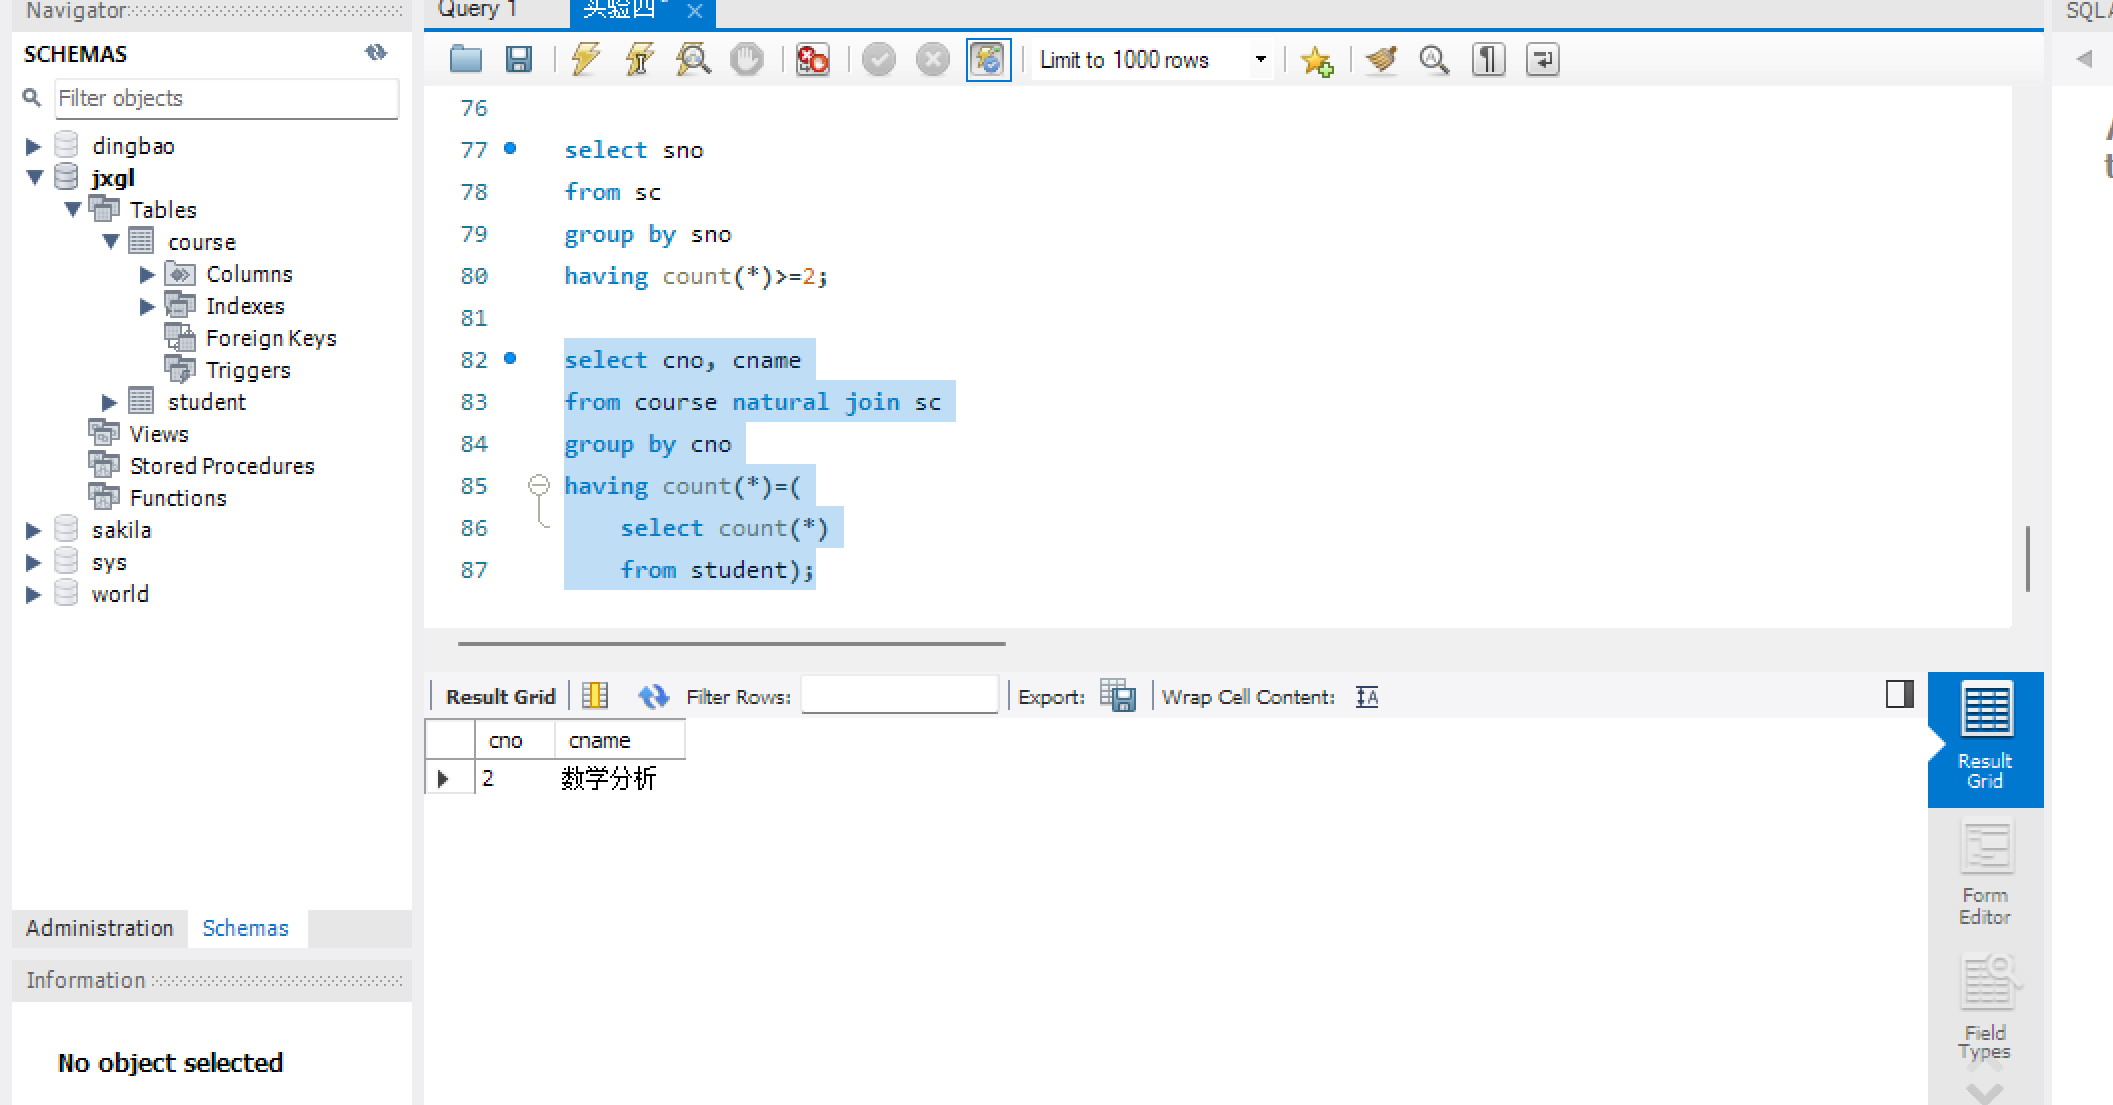 Navigator
SCHEMAS
Filter objects
dingbao
jxgl
Tables
course
Columns
Indexes
Foreign Keys
Triggers
student
Views
Stored Procedures
Functions
sakila
sys
world
Administration Schemas
Information
No object selected
Query 1 实验四*
Limit to 1000 rows
76
77 select sno
78 from sc
79 group by sno
80 having count(*)>=2;
81
82 select cno, cname
83 from course natural join sc
84 group by cno
85 having count(*)=(
86 select count(*)
87 from student);
Result Grid Filter Rows: Export: Wrap Cell Content:
cno cname
2 数学分析
Result
Grid
Form
Editor
Field
Types